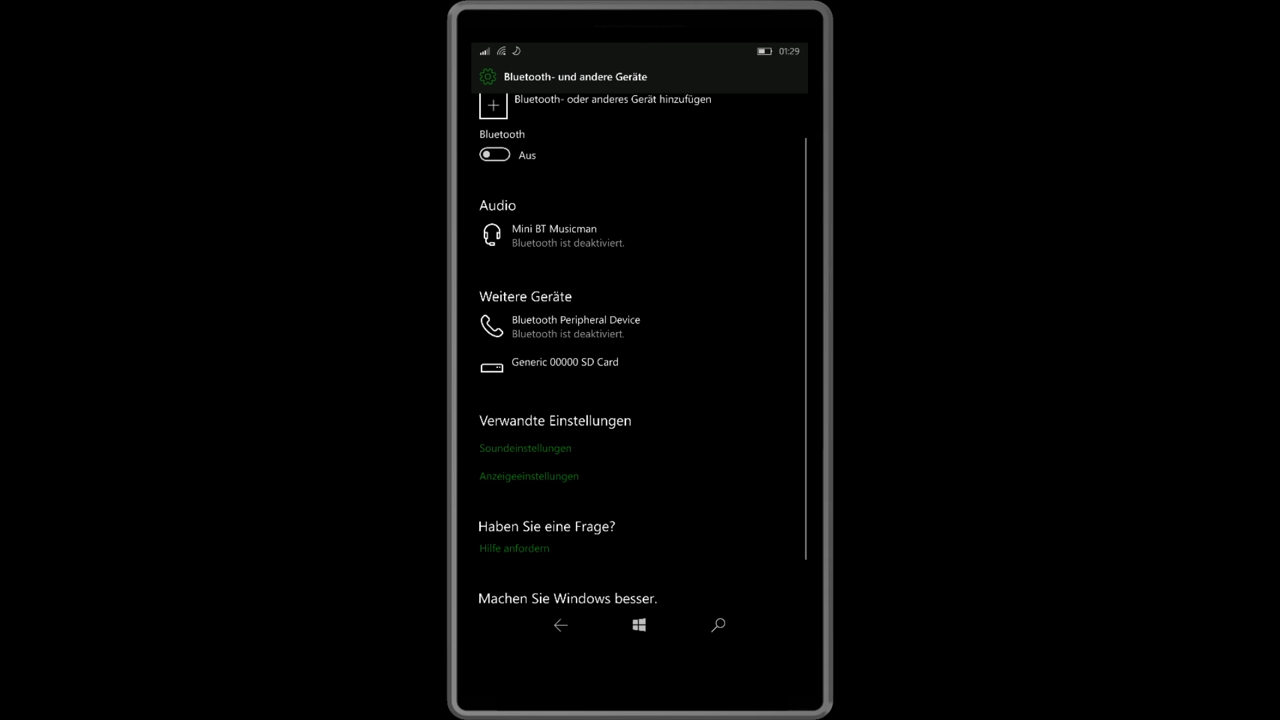 01:29
Bluetooth- und andere Geräte
Bluetooth- oder anderes Gerät hinzufügen
Bluetooth
Aus
Audio
Mini BT Musicman
Bluetooth ist deaktiviert.
Weitere Geräte
Bluetooth Peripheral Device
Bluetooth ist deaktiviert.
Generic 00000 SD Card
Verwandte Einstellungen
Soundeinstellungen
Anzeigeeinstellungen
Haben Sie eine Frage?
Hilfe anfordern
Machen Sie Windows besser.